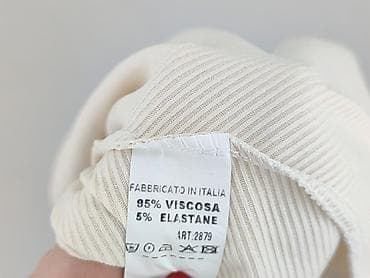 FABBRICATO IN ITALIA
95% VISCOSA
5% ELASTANE
ART.2879